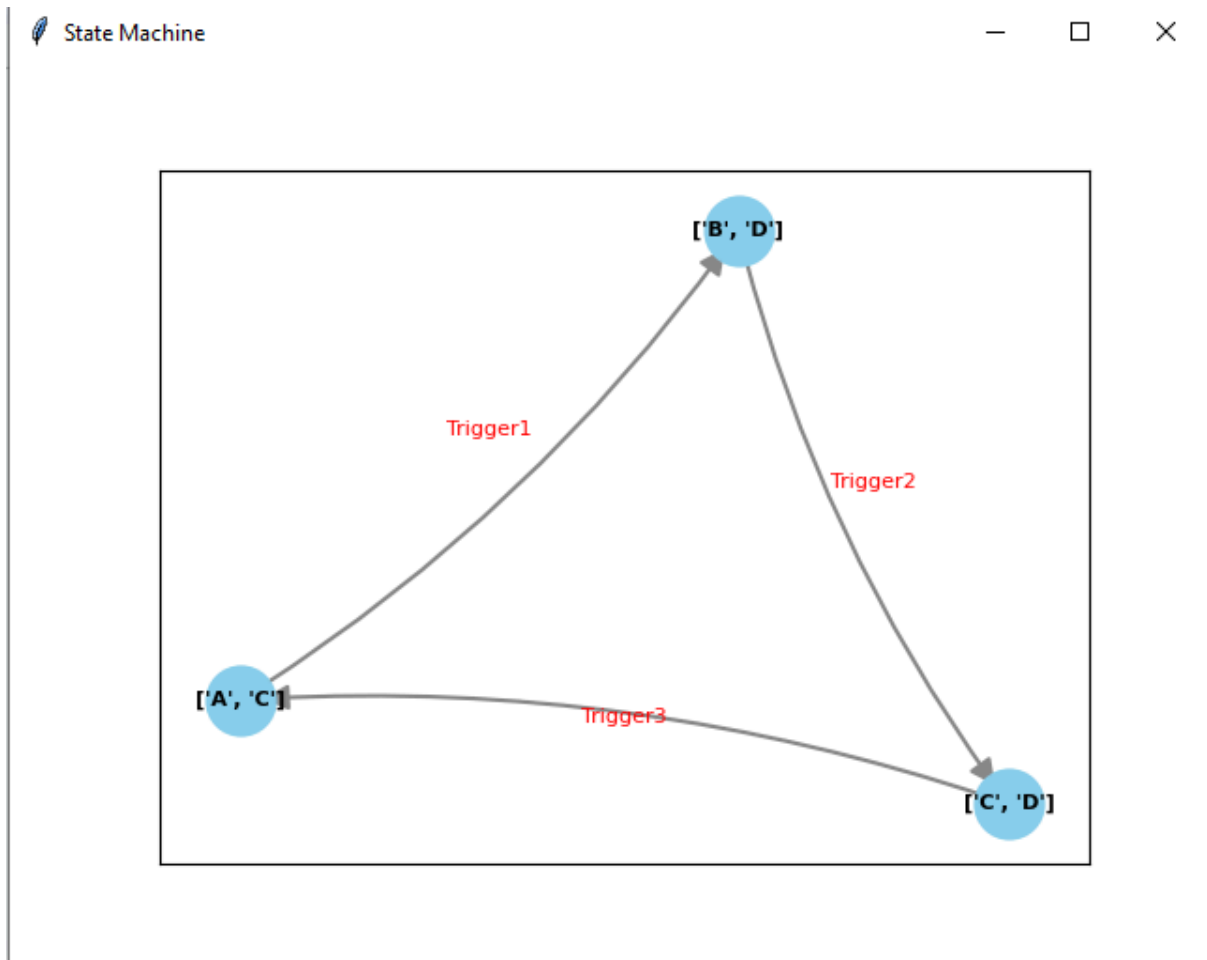 State Machine
['B', 'D']
Trigger1
Trigger2
['A', 'C']
Trigger3
['C', 'D']